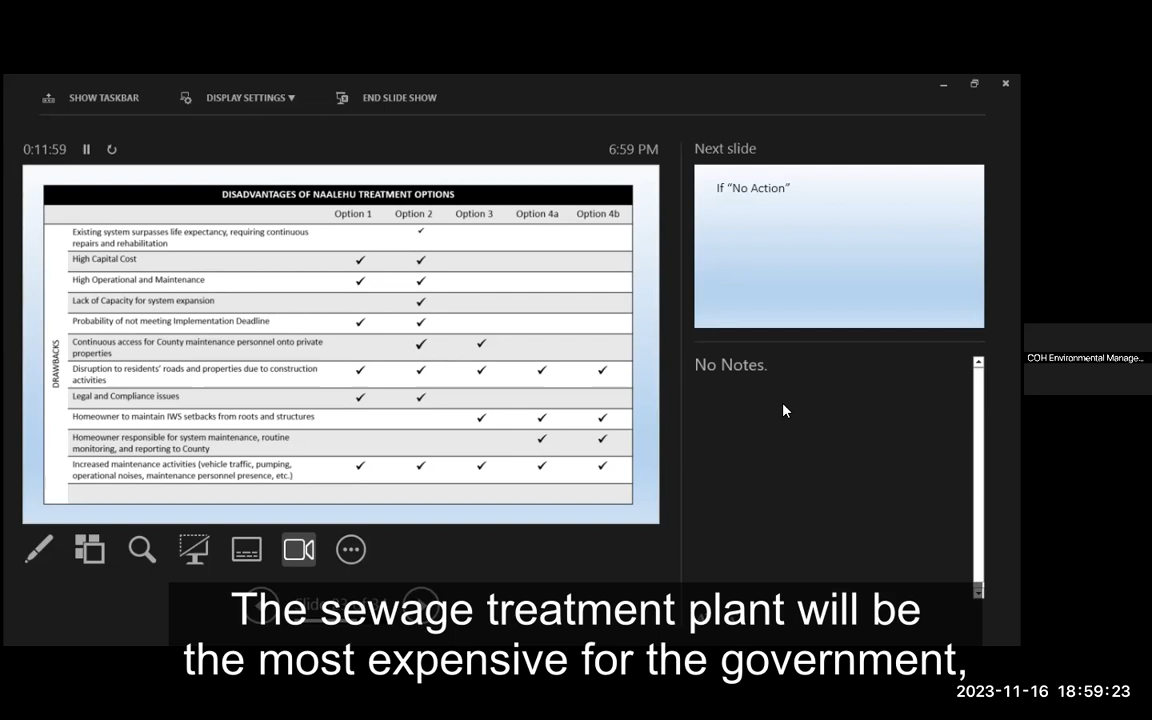 SHOW TASKBAR
DISPLAY SETTINGS ▾
END SLIDE SHOW
0:11:59
6:59 PM
Next slide
DISADVANTAGES OF NAALEHU TREATMENT OPTIONS
Option 1 Option 2 Option 3 Option 4a Option 4b
DRAWBACKS
Existing system surpasses life expectancy, requiring continuous
repairs and rehabilitation ✓
High Capital Cost ✓ ✓
High Operational and Maintenance ✓ ✓
Lack of Capacity for system expansion ✓
Probability of not meeting Implementation Deadline ✓ ✓
Continuous access for County maintenance personnel onto private
properties ✓ ✓
Disruption to residents' roads and properties due to construction
activities ✓ ✓ ✓ ✓ ✓
Legal and Compliance issues ✓ ✓
Homeowner to maintain IWS setbacks from roots and structures ✓ ✓ ✓
Homeowner responsible for system maintenance, routine
monitoring, and reporting to County ✓ ✓
Increased maintenance activities (vehicle traffic, pumping,
operational noises, maintenance personnel presence, etc.) ✓ ✓ ✓ ✓ ✓
If "No Action"
No Notes.
COH Environmental Manage...
The sewage treatment plant will be
the most expensive for the government,
2023-11-16 18:59:23